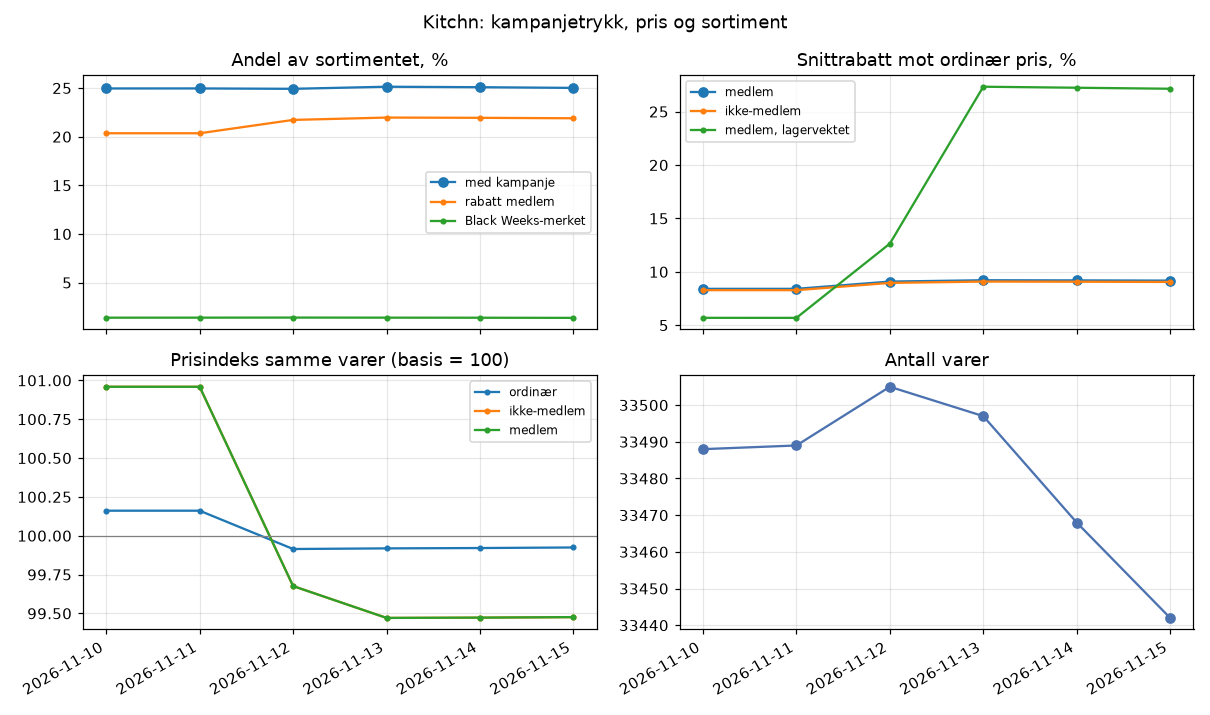 Kitchn: kampanjetrykk, pris og sortiment
Andel av sortimentet, %
25
20
15
10
5
med kampanje
rabatt medlem
Black Weeks-merket
Snittrabatt mot ordinær pris, %
25
20
15
10
5
medlem
ikke-medlem
medlem, lagervektet
Prisindeks samme varer (basis = 100)
101.00
100.75
100.50
100.25
100.00
99.75
99.50
ordinær
ikke-medlem
medlem
2026-11-10
2026-11-11
2026-11-12
2026-11-13
2026-11-14
2026-11-15
Antall varer
33500
33490
33480
33470
33460
33450
33440
2026-11-10
2026-11-11
2026-11-12
2026-11-13
2026-11-14
2026-11-15